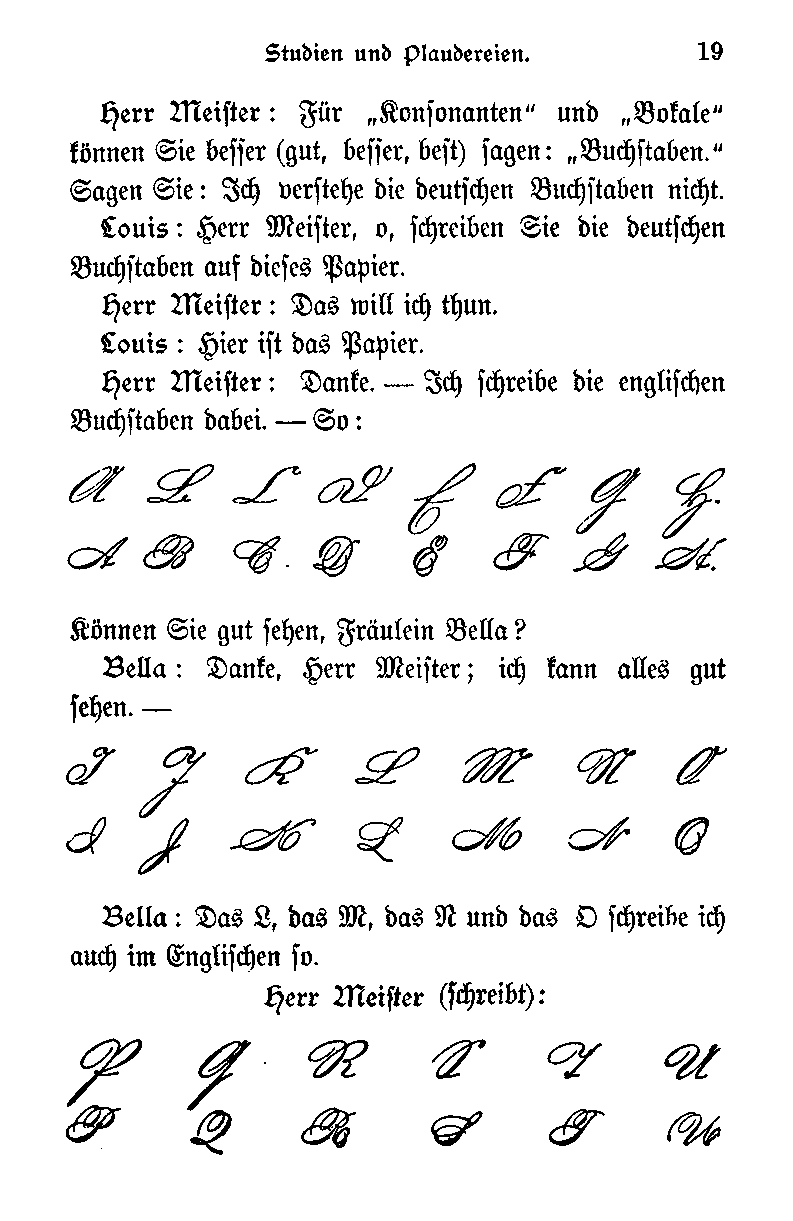 Studien und Plaudereien. 19
Herr Meister: Für „Konsonanten“ und „Vokale“
können Sie besser (gut, besser, best) sagen: „Buchstaben.“
Sagen Sie: Ich verstehe die deutschen Buchstaben nicht.
Louis: Herr Meister, o, schreiben Sie die deutschen
Buchstaben auf dieses Papier.
Herr Meister: Das will ich thun.
Louis: Hier ist das Papier.
Herr Meister: Danke. — Ich schreibe die englischen
Buchstaben dabei. — So:
A B C D E F G H.
A B C. D E F G H.
Können Sie gut sehen, Fräulein Bella?
Bella: Danke, Herr Meister; ich kann alles gut
sehen. —
I J K L M N O
I J K L M N O
Bella: Das L, das M, das N und das O schreibe ich
auch im Englischen so.
Herr Meister (schreibt):
P Q R S T U
P Q R S T U